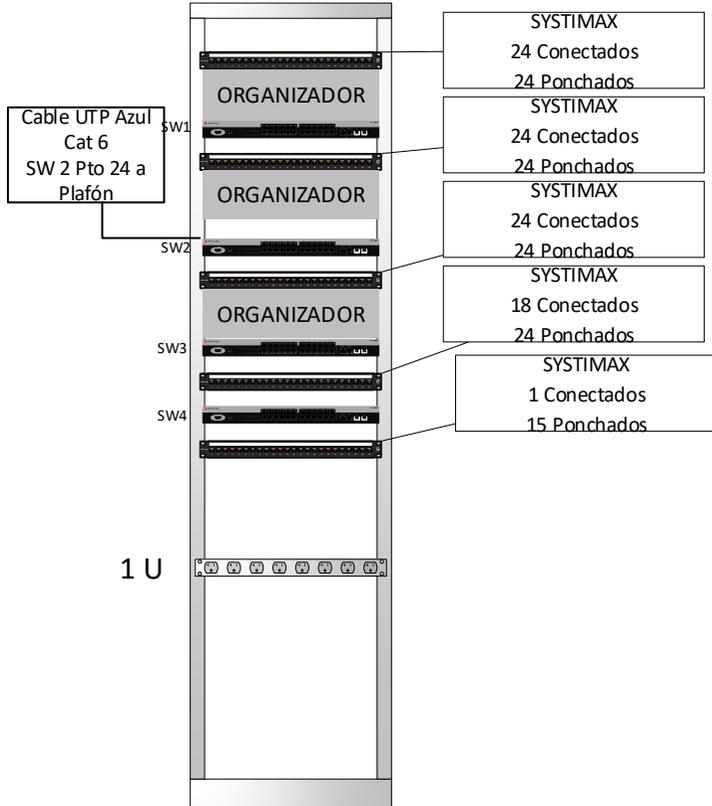 SYSTIMAX
24 Conectados
24 Ponchados
ORGANIZADOR
Cable UTP Azul
Cat 6
SW 2 Pto 24 a
Plafón
SW1
SYSTIMAX
24 Conectados
24 Ponchados
ORGANIZADOR
SW2
SYSTIMAX
24 Conectados
24 Ponchados
ORGANIZADOR
SW3
SYSTIMAX
18 Conectados
24 Ponchados
SW4
SYSTIMAX
1 Conectados
15 Ponchados
1 U